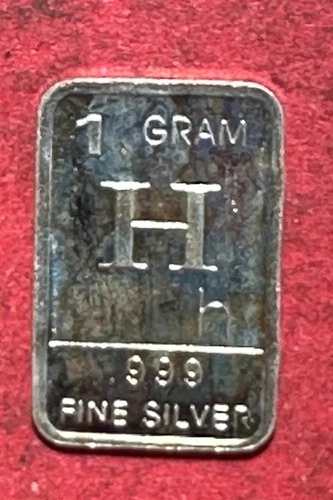 1 GRAM
H
h
.999
FINE SILVER